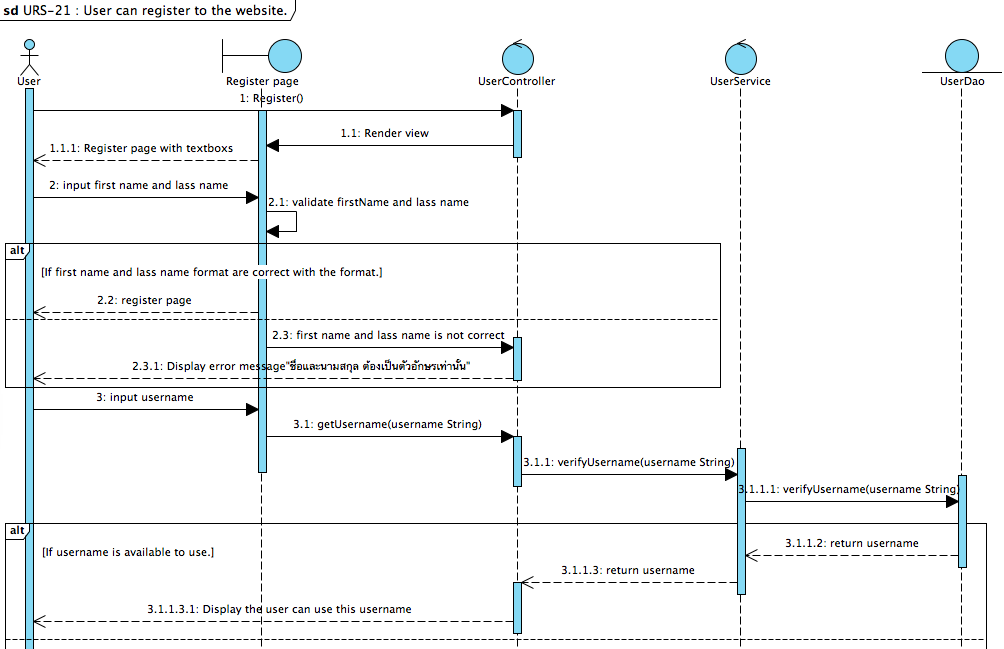 sd URS-21 : User can register to the website.
User
Register page
UserController
UserService
UserDao
1: Register()
1.1: Render view
1.1.1: Register page with textboxs
2: input first name and lass name
2.1: validate firstName and lass name
alt
[If first name and lass name format are correct with the format.]
2.2: register page
2.3: first name and lass name is not correct
2.3.1: Display error message"ชื่อและนามสกุล ต้องเป็นตัวอักษรเท่านั้น"
3: input username
3.1: getUsername(username String)
3.1.1: verifyUsername(username String)
3.1.1.1: verifyUsername(username String)
alt
[If username is available to use.]
3.1.1.2: return username
3.1.1.3: return username
3.1.1.3.1: Display the user can use this username